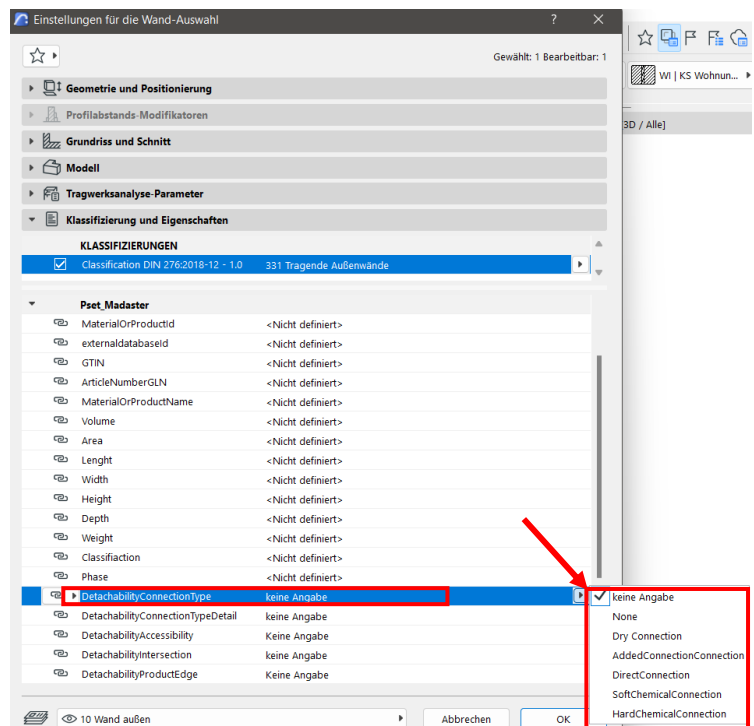 Einstellungen für die Wand-Auswahl ? ×
Gewählt: 1 Bearbeitbar: 1
Geometrie und Positionierung
WI | KS Wohnun...
Profilabstands-Modifikatoren
3D / Alle]
Grundriss und Schnitt
Modell
Tragwerksanalyse-Parameter
Klassifizierung und Eigenschaften
KLASSIFIZIERUNGEN
Classification DIN 276:2018-12 - 1.0 331 Tragende Außenwände
Pset_Madaster
MaterialOrProductId <Nicht definiert>
externaldatabaseId <Nicht definiert>
GTIN <Nicht definiert>
ArticleNumberGLN <Nicht definiert>
MaterialOrProductName <Nicht definiert>
Volume <Nicht definiert>
Area <Nicht definiert>
Lenght <Nicht definiert>
Width <Nicht definiert>
Height <Nicht definiert>
Depth <Nicht definiert>
Weight <Nicht definiert>
Classifiaction <Nicht definiert>
Phase <Nicht definiert>
DetachabilityConnectionType keine Angabe
DetachabilityConnectionTypeDetail keine Angabe
DetachabilityAccessibility Keine Angabe
DetachabilityIntersection keine Angabe
DetachabilityProductEdge Keine Angabe
keine Angabe
None
Dry Connection
AddedConnectionConnection
DirectConnection
SoftChemicalConnection
HardChemicalConnection
10 Wand außen
Abbrechen
OK